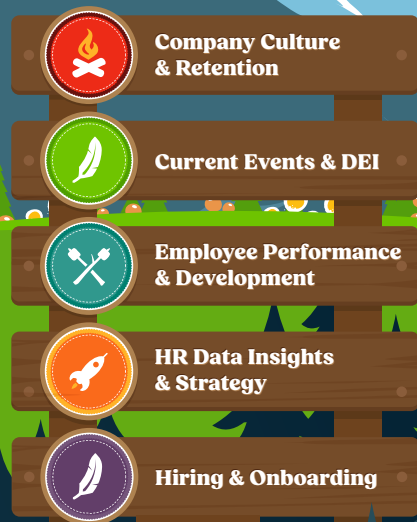 Company Culture
& Retention
Current Events & DEI
Employee Performance
& Development
HR Data Insights
& Strategy
Hiring & Onboarding